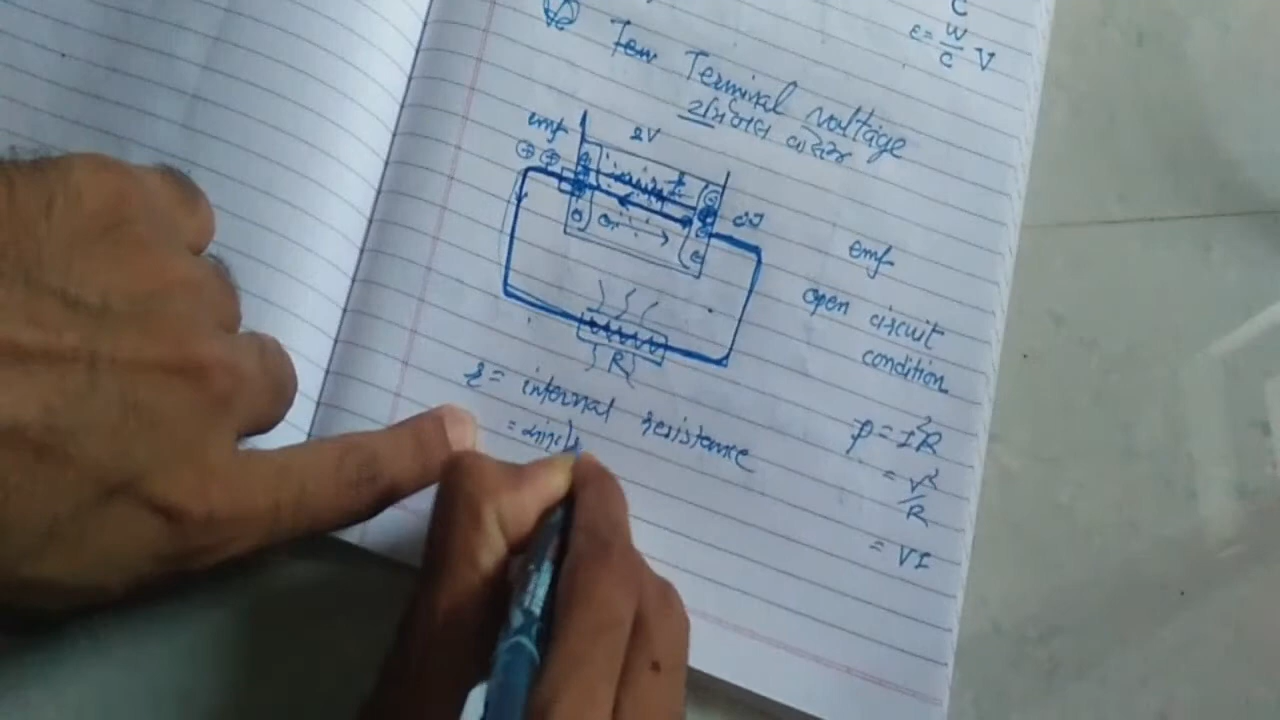 C
e = W/C V
Terminal voltage
ટર્મિનલ વોલ્ટેજ
emf
2V
⊕ ⊕
emf
open circuit
condition
R
r = internal resistance
=
P = I²R
= V²/R
= VI